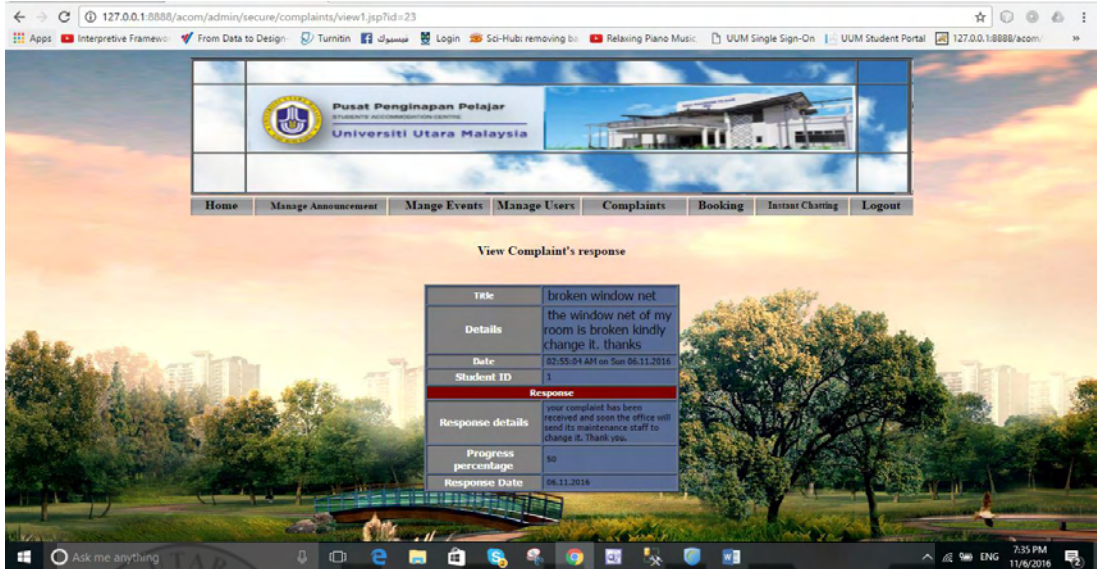 127.0.0.1:8888/acom/admin/secure/complaints/view1.jsp?id=23
Apps Interpretive Framewor From Data to Design Turnitin فيسبوك Login Sci-Hub: removing ba Relaxing Piano Music UUM Single Sign-On UUM Student Portal 127.0.0.1:8888/acom/ »
Pusat Penginapan Pelajar
STUDENTS ACCOMMODATION CENTRE
Universiti Utara Malaysia
Home Manage Announcement Mange Events Manage Users Complaints Booking Instant Chatting Logout
View Complaint's response
Title broken window net
Details the window net of my
room is broken kindly
change it. thanks
Date 02:55:04 AM on Sun 06.11.2016
Student ID 1
Response
Response details your complaint has been
received and soon the office will
send its maintenance staff to
change it. Thank you.
Progress
percentage 50
Response Date 06.11.2016
Ask me anything ENG 7:35 PM
11/6/2016